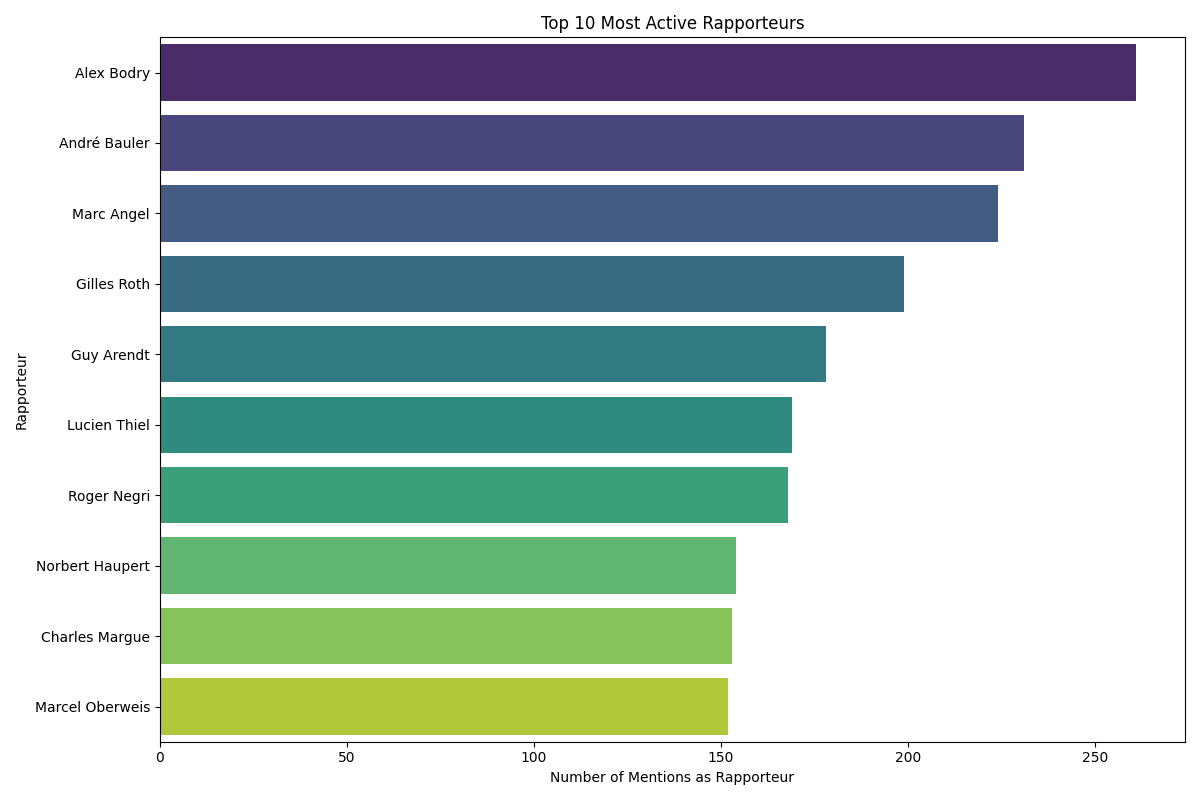 Top 10 Most Active Rapporteurs
Rapporteur
Alex Bodry
André Bauler
Marc Angel
Gilles Roth
Guy Arendt
Lucien Thiel
Roger Negri
Norbert Haupert
Charles Margue
Marcel Oberweis
0 50 100 150 200 250
Number of Mentions as Rapporteur